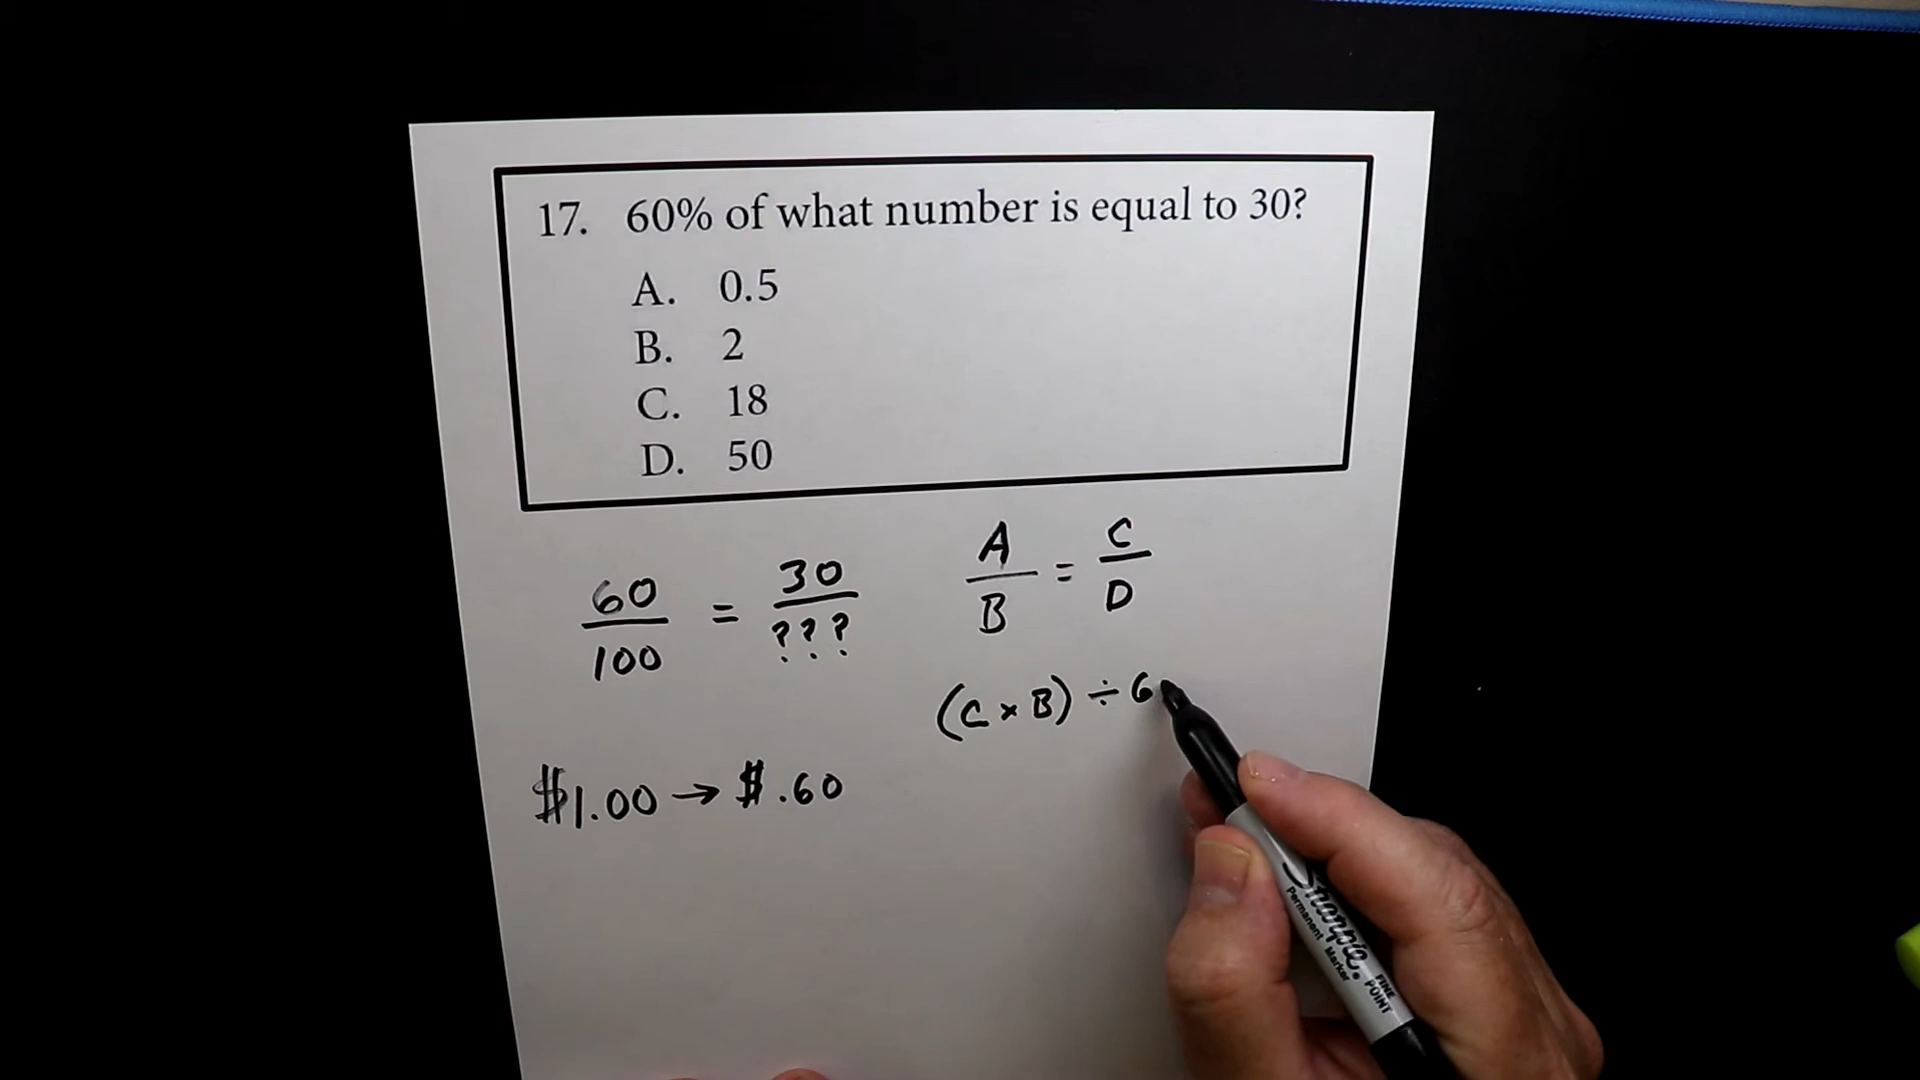 17. 60% of what number is equal to 30?
A. 0.5
B. 2
C. 18
D. 50
60/100 = 30/???
A/B = C/D
(C × B) ÷ 6
$1.00 → $.60
Sharpie.
Permanent Marker
FINE POINT